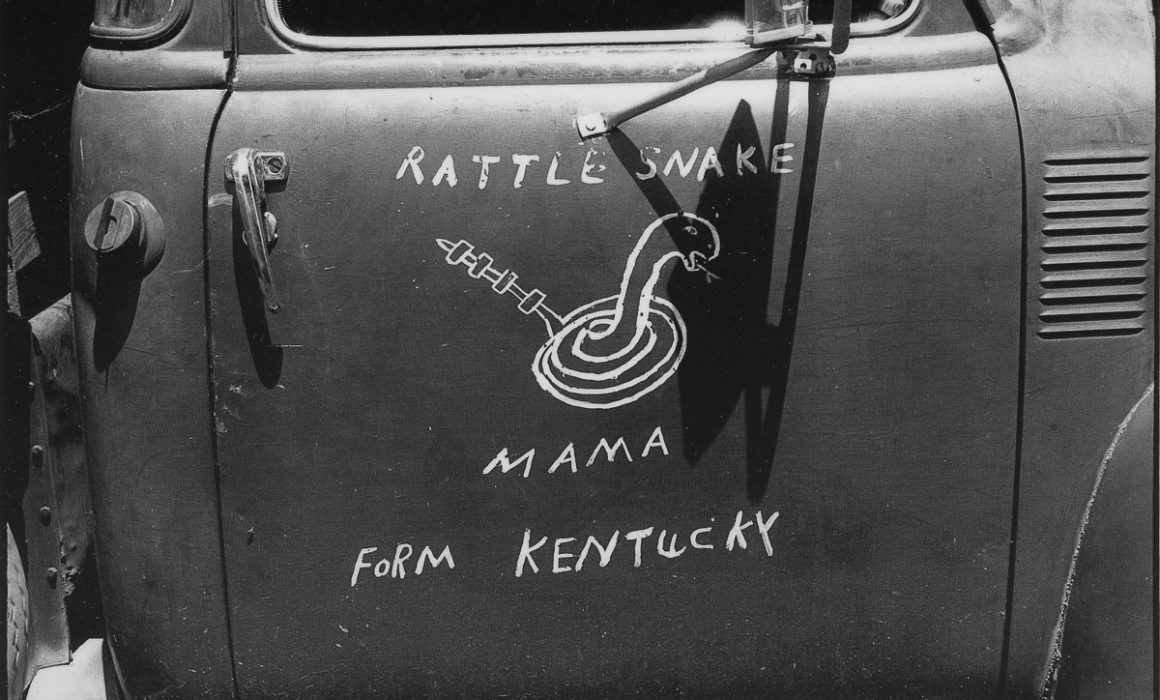 RATTLE SNAKE
MAMA
FORM KENTUCKY